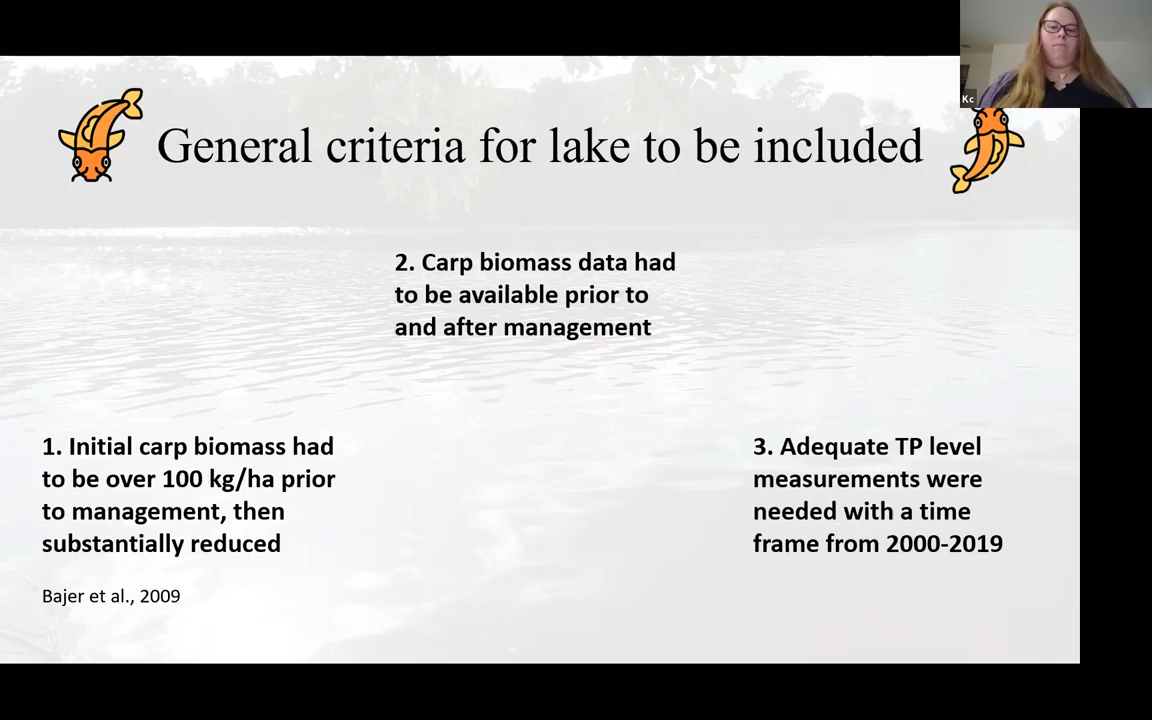 Kc
General criteria for lake to be included
2. Carp biomass data had
to be available prior to
and after management
1. Initial carp biomass had
to be over 100 kg/ha prior
to management, then
substantially reduced
Bajer et al., 2009
3. Adequate TP level
measurements were
needed with a time
frame from 2000-2019